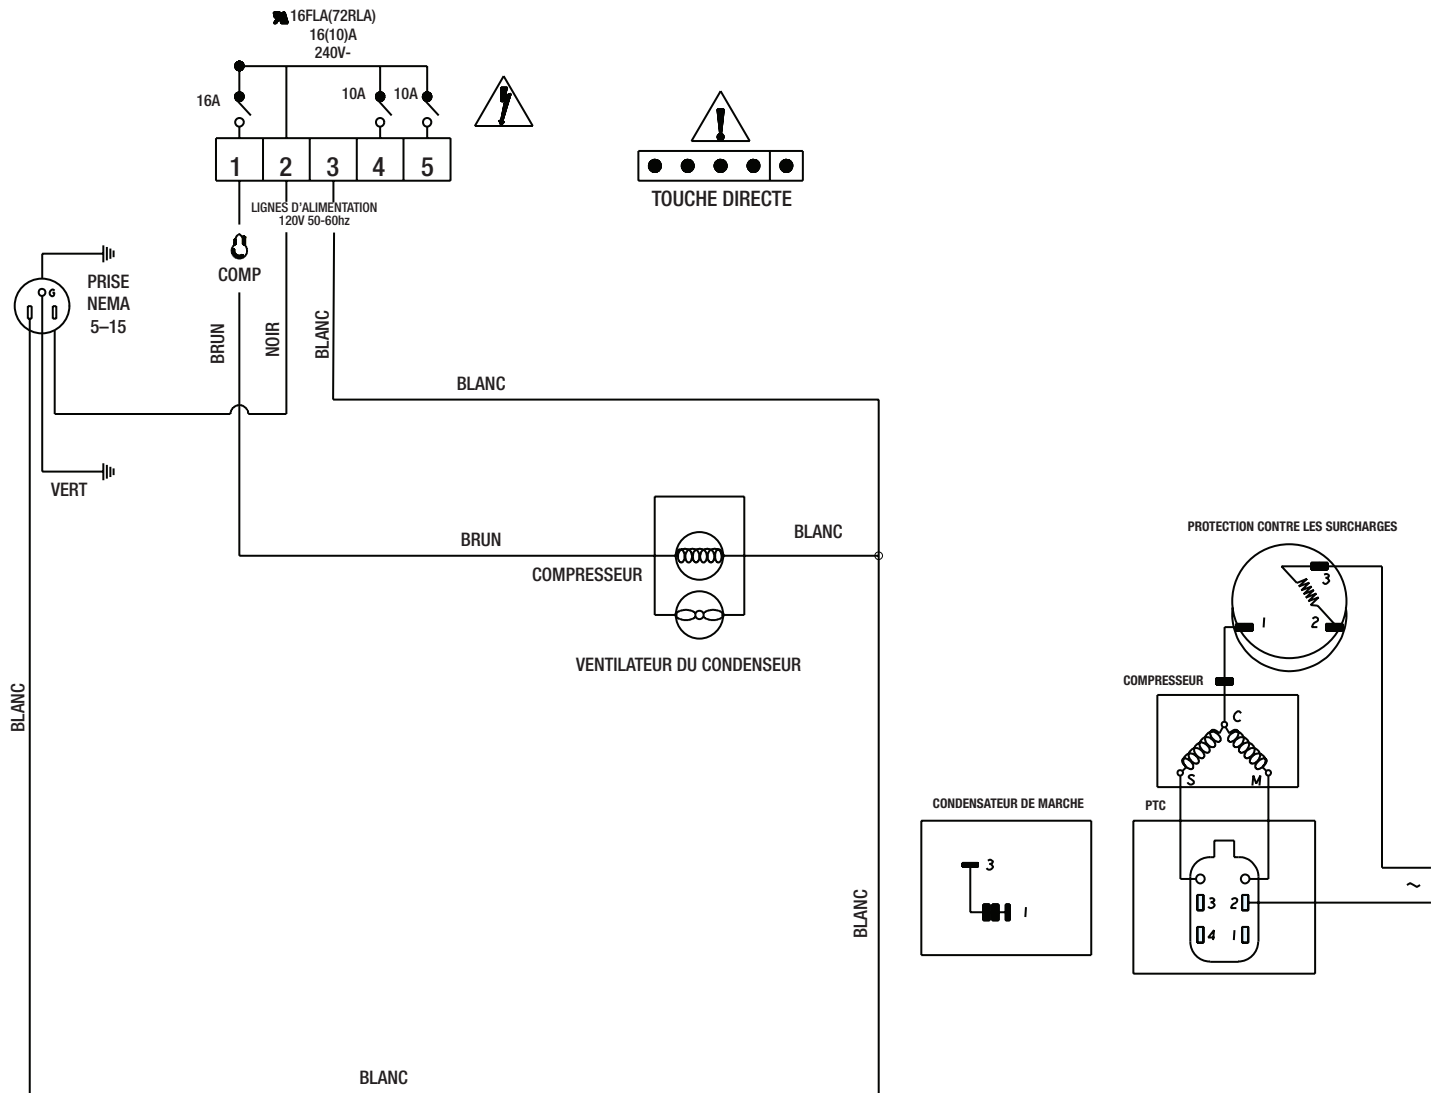 16FLA(72RLA)
16(10)A
240V-
16A
10A
10A
1
2
3
4
5
LIGNES D'ALIMENTATION
120V 50-60hz
TOUCHE DIRECTE
COMP
G
PRISE
NEMA
5–15
BRUN
NOIR
BLANC
BLANC
VERT
BRUN
BLANC
COMPRESSEUR
VENTILATEUR DU CONDENSEUR
BLANC
BLANC
BLANC
PROTECTION CONTRE LES SURCHARGES
3
1
2
COMPRESSEUR
C
S
M
CONDENSATEUR DE MARCHE
3
1
PTC
3
2
4
1
~